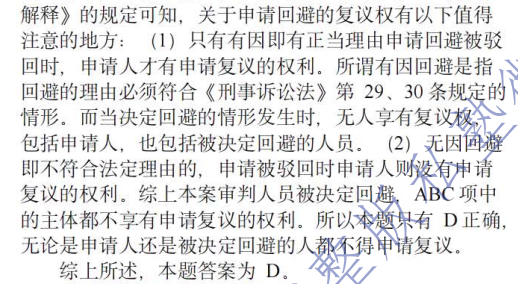 解释》的规定可知，关于申请回避的复议权有以下值得
注意的地方：（1）只有有因即有正当理由申请回避被驳
回时，申请人才有申请复议的权利。所谓有因回避是指
回避的理由必须符合《刑事诉讼法》第 29、30 条规定的
情形。而当决定回避的情形发生时，无人享有复议权，
包括申请人，也包括被决定回避的人员。（2）无因回避
即不符合法定理由的，申请被驳回时申请人则没有申请
复议的权利。综上本案审判人员被决定回避，ABC 项中
的主体都不享有申请复议的权利。所以本题只有 D 正确，
无论是申请人还是被决定回避的人都不得申请复议。
综上所述，本题答案为 D。
整版私塾